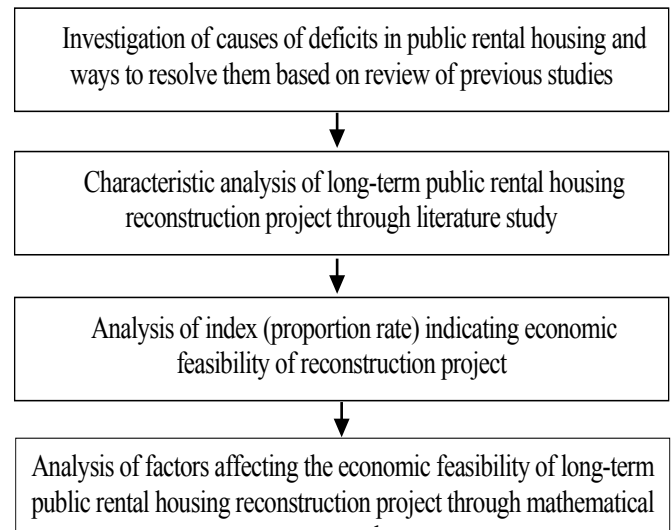 Investigation of causes of deficits in public rental housing and
ways to resolve them based on review of previous studies
Characteristic analysis of long-term public rental housing
reconstruction project through literature study
Analysis of index (proportion rate) indicating economic
feasibility of reconstruction project
Analysis of factors affecting the economic feasibility of long-term
public rental housing reconstruction project through mathematical